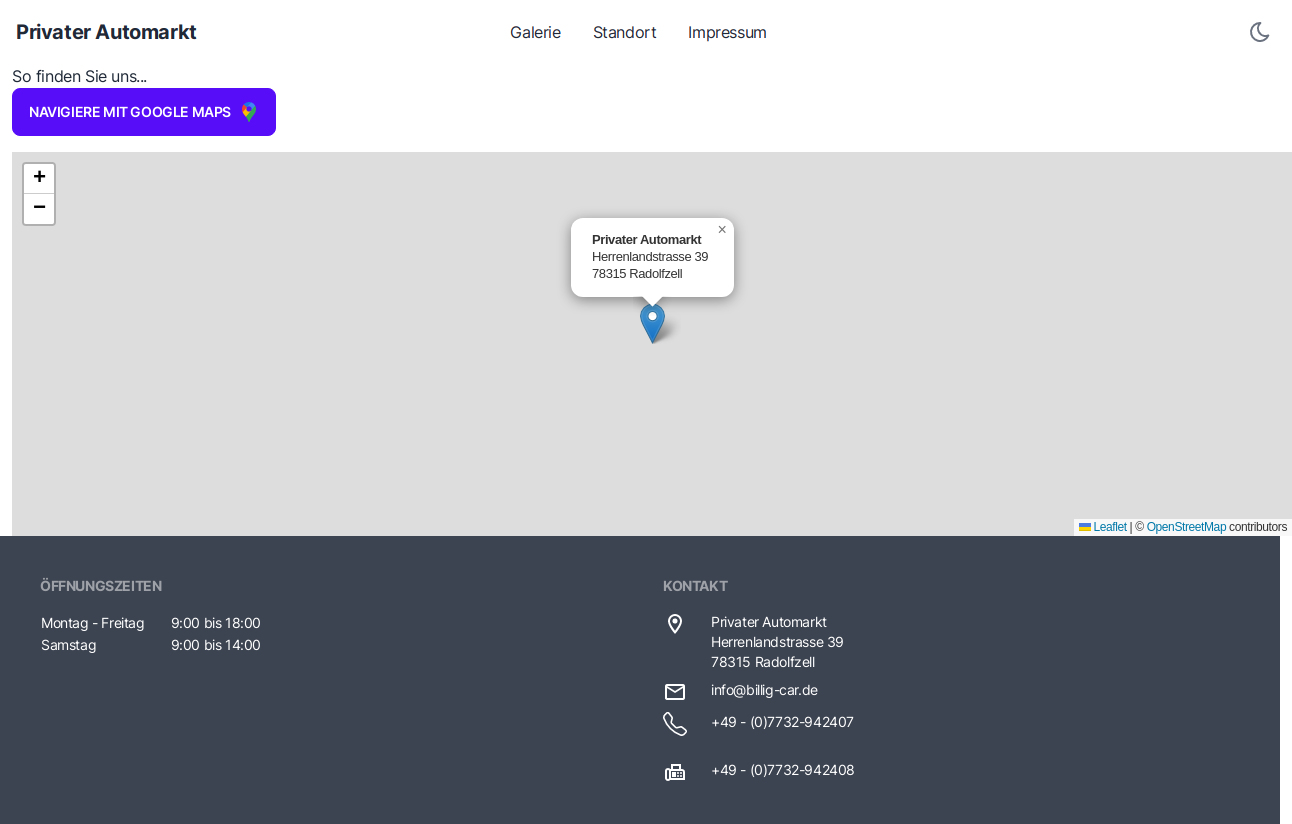 Privater Automarkt
Galerie Standort Impressum
So finden Sie uns...
NAVIGIERE MIT GOOGLE MAPS
+
−
×
Privater Automarkt
Herrenlandstrasse 39
78315 Radolfzell
Leaflet | © OpenStreetMap contributors
ÖFFNUNGSZEITEN
Montag - Freitag 9:00 bis 18:00
Samstag 9:00 bis 14:00
KONTAKT
Privater Automarkt
Herrenlandstrasse 39
78315 Radolfzell
info@billig-car.de
+49 - (0)7732-942407
+49 - (0)7732-942408